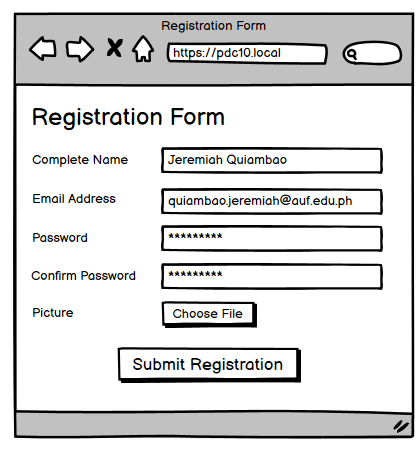 Registration Form
https://pdc10.local
Registration Form
Complete Name Jeremiah Quiambao
Email Address quiambao.jeremiah@auf.edu.ph
Password *********
Confirm Password *********
Picture Choose File
Submit Registration